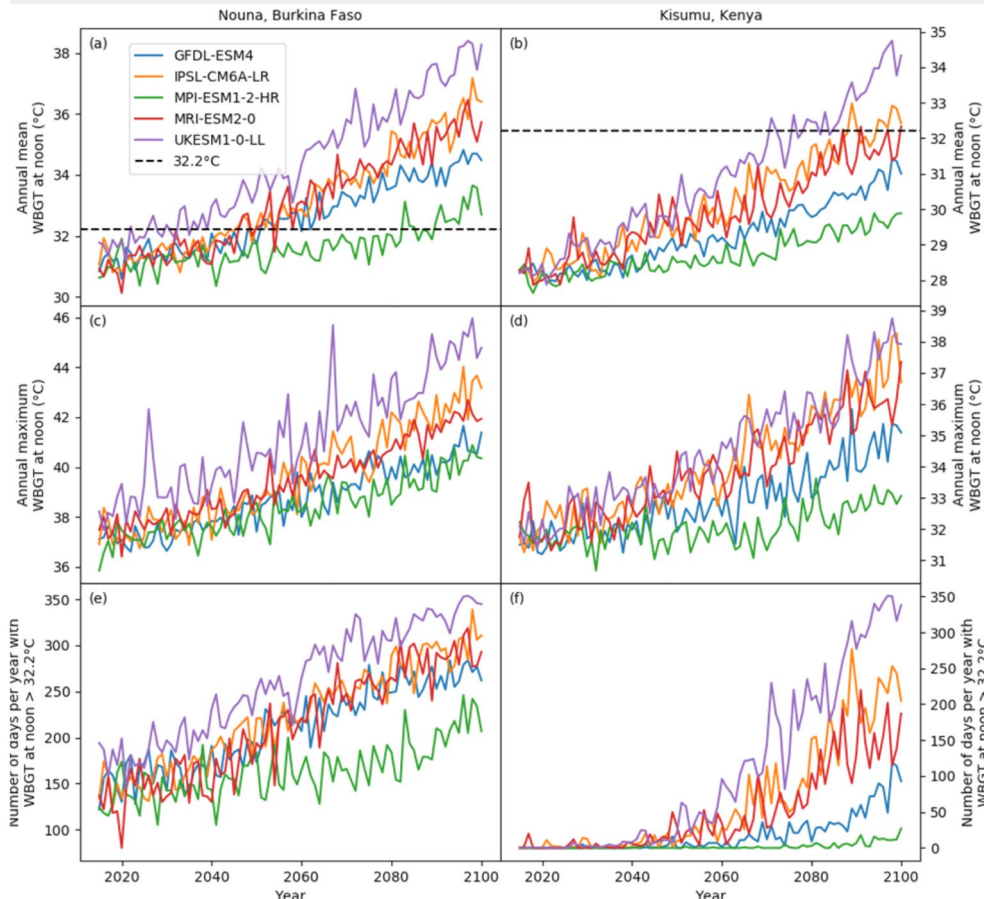 Nouna, Burkina Faso
Kisumu, Kenya
(a)
GFDL-ESM4
IPSL-CM6A-LR
MPI-ESM1-2-HR
MRI-ESM2-0
UKESM1-0-LL
32.2°C
Annual mean
WBGT at noon (°C)
38
36
34
32
30
(b)
35
34
33
32
31
30
29
28
Annual mean
WBGT at noon (°C)
(c)
Annual maximum
WBGT at noon (°C)
46
44
42
40
38
36
(d)
39
38
37
36
35
34
33
32
31
Annual maximum
WBGT at noon (°C)
(e)
Number of days per year with
WBGT at noon > 32.2°C
350
300
250
200
150
100
2020
2040
2060
2080
2100
Year
(f)
350
300
250
200
150
100
50
0
Number of days per year with
WBGT at noon > 32.2°C
2020
2040
2060
2080
2100
Year